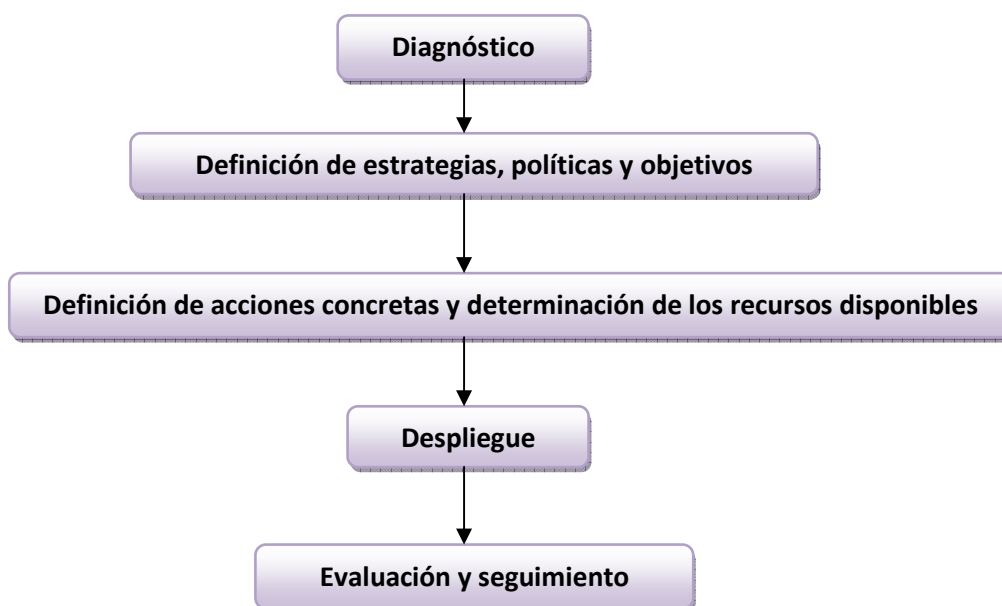 Diagnóstico
Definición de estrategias, políticas y objetivos
Definición de acciones concretas y determinación de los recursos disponibles
Despliegue
Evaluación y seguimiento